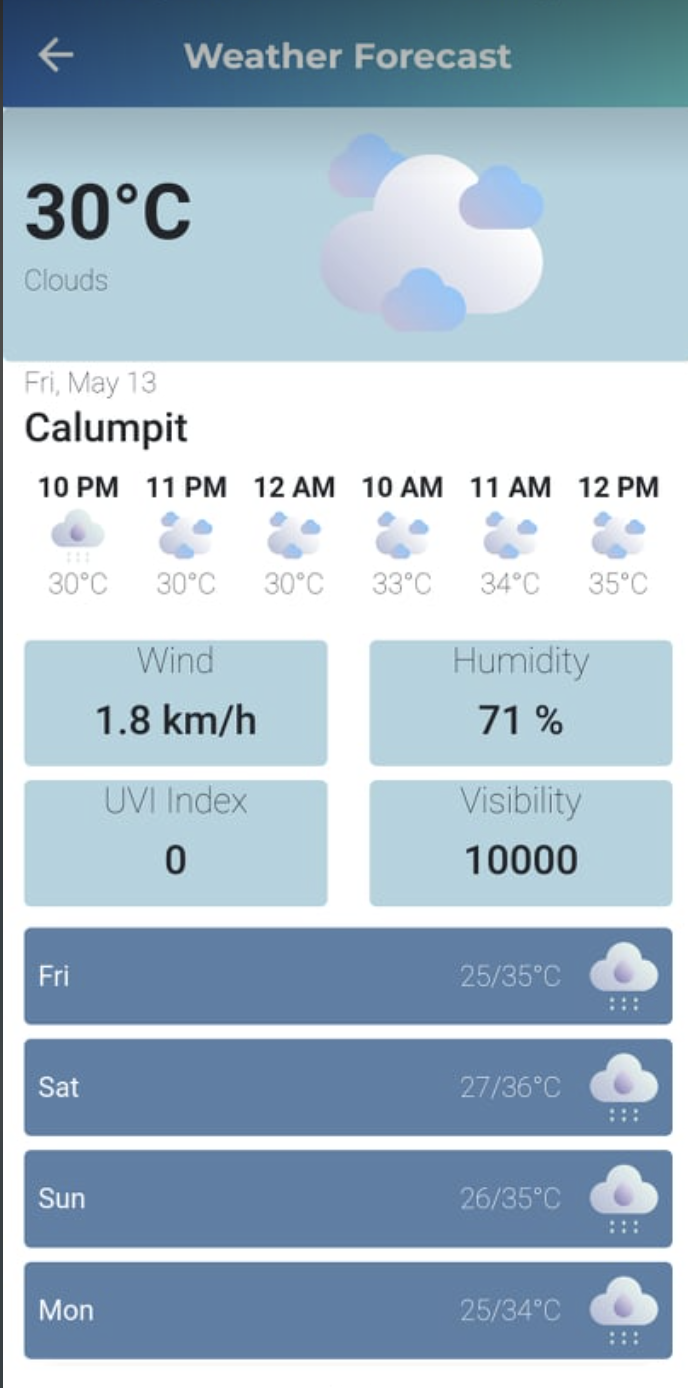 Weather Forecast
30°C
Clouds
Fri, May 13
Calumpit
10 PM 11 PM 12 AM 10 AM 11 AM 12 PM
30°C 30°C 30°C 33°C 34°C 35°C
Wind Humidity
1.8 km/h 71 %
UVI Index Visibility
0 10000
Fri 25/35°C
Sat 27/36°C
Sun 26/35°C
Mon 25/34°C